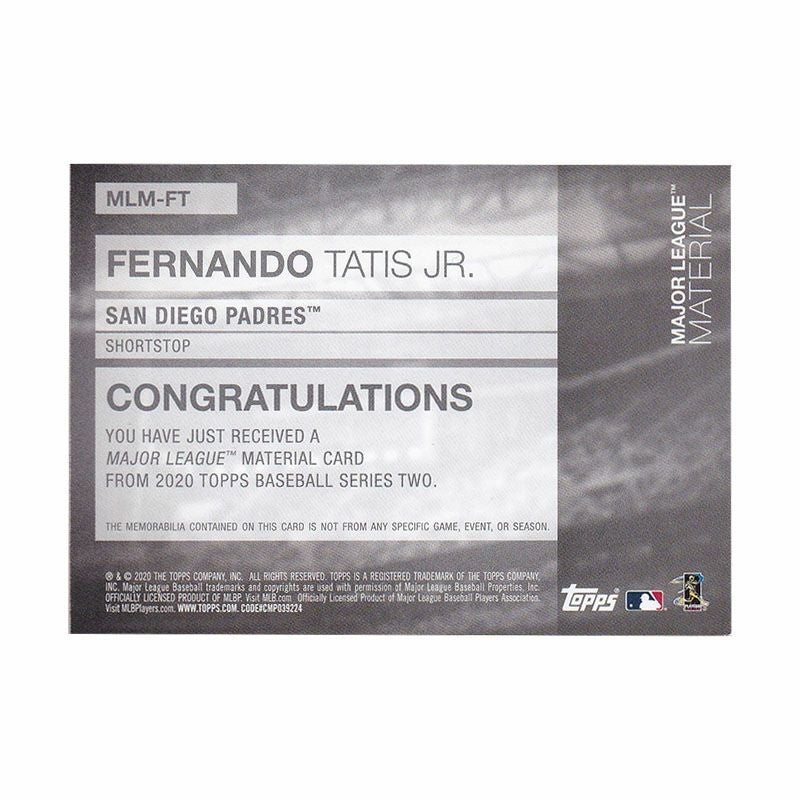 MLM-FT
FERNANDO TATIS JR.
SAN DIEGO PADRES™
SHORTSTOP
CONGRATULATIONS
YOU HAVE JUST RECEIVED A
MAJOR LEAGUE™ MATERIAL CARD
FROM 2020 TOPPS BASEBALL SERIES TWO.
THE MEMORABILIA CONTAINED ON THIS CARD IS NOT FROM ANY SPECIFIC GAME, EVENT, OR SEASON.
® & © 2020 THE TOPPS COMPANY, INC. ALL RIGHTS RESERVED. TOPPS IS A REGISTERED TRADEMARK OF THE TOPPS COMPANY,
INC. Major League Baseball trademarks and copyrights are used with permission of Major League Baseball Properties, Inc.
OFFICIALLY LICENSED PRODUCT OF MLBP. Visit MLB.com. Officially Licensed Product of Major League Baseball Players Association.
Visit MLBPlayers.com. WWW.TOPPS.COM. CODE#CMP039224
MAJOR LEAGUE™
MATERIAL
TOPPS